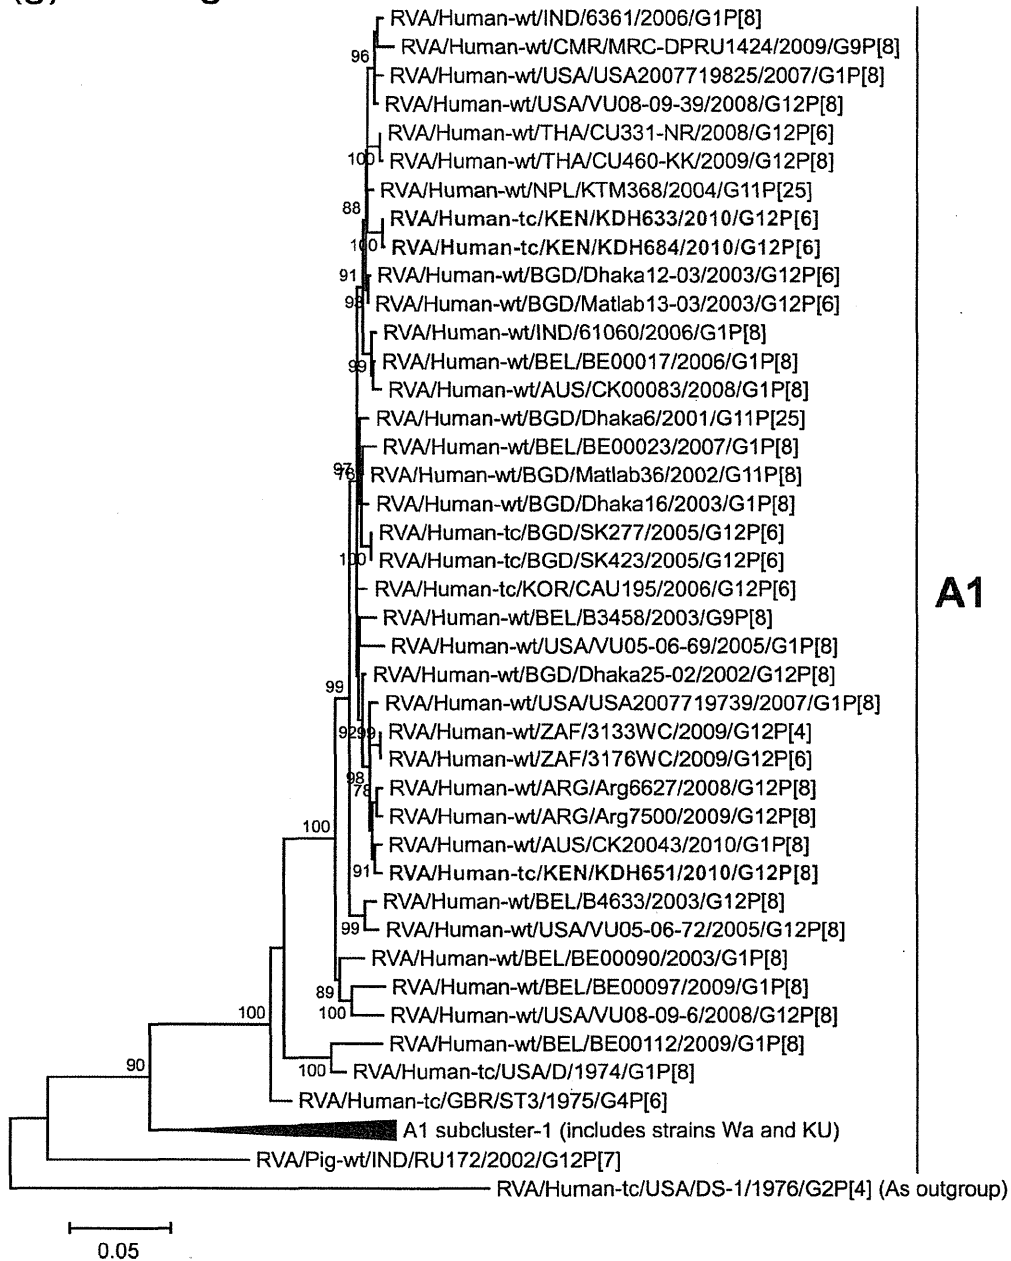 RVA/Human-wt/IND/6361/2006/G1P[8]
RVA/Human-wt/CMR/MRC-DPRU1424/2009/G9P[8]
96
RVA/Human-wt/USA/USA2007719825/2007/G1P[8]
RVA/Human-wt/USA/VU08-09-39/2008/G12P[8]
RVA/Human-wt/THA/CU331-NR/2008/G12P[6]
100
RVA/Human-wt/THA/CU460-KK/2009/G12P[8]
RVA/Human-wt/NPL/KTM368/2004/G11P[25]
88
RVA/Human-tc/KEN/KDH633/2010/G12P[6]
100
RVA/Human-tc/KEN/KDH684/2010/G12P[6]
91
RVA/Human-wt/BGD/Dhaka12-03/2003/G12P[6]
RVA/Human-wt/BGD/Matlab13-03/2003/G12P[6]
RVA/Human-wt/IND/61060/2006/G1P[8]
99
RVA/Human-wt/BEL/BE00017/2006/G1P[8]
RVA/Human-wt/AUS/CK00083/2008/G1P[8]
RVA/Human-wt/BGD/Dhaka6/2001/G11P[25]
RVA/Human-wt/BEL/BE00023/2007/G1P[8]
97
RVA/Human-wt/BGD/Matlab36/2002/G11P[8]
RVA/Human-wt/BGD/Dhaka16/2003/G1P[8]
RVA/Human-tc/BGD/SK277/2005/G12P[6]
100
RVA/Human-tc/BGD/SK423/2005/G12P[6]
RVA/Human-tc/KOR/CAU195/2006/G12P[6]
A1
RVA/Human-wt/BEL/B3458/2003/G9P[8]
RVA/Human-wt/USA/VU05-06-69/2005/G1P[8]
RVA/Human-wt/BGD/Dhaka25-02/2002/G12P[8]
99
RVA/Human-wt/USA/USA2007719739/2007/G1P[8]
92 99
RVA/Human-wt/ZAF/3133WC/2009/G12P[4]
RVA/Human-wt/ZAF/3176WC/2009/G12P[6]
98
78
RVA/Human-wt/ARG/Arg6627/2008/G12P[8]
RVA/Human-wt/ARG/Arg7500/2009/G12P[8]
100
RVA/Human-wt/AUS/CK20043/2010/G1P[8]
91
RVA/Human-tc/KEN/KDH651/2010/G12P[8]
RVA/Human-wt/BEL/B4633/2003/G12P[8]
99
RVA/Human-wt/USA/VU05-06-72/2005/G12P[8]
RVA/Human-wt/BEL/BE00090/2003/G1P[8]
89
RVA/Human-wt/BEL/BE00097/2009/G1P[8]
100
100
RVA/Human-wt/USA/VU08-09-6/2008/G12P[8]
RVA/Human-wt/BEL/BE00112/2009/G1P[8]
100
RVA/Human-tc/USA/D/1974/G1P[8]
90
RVA/Human-tc/GBR/ST3/1975/G4P[6]
A1 subcluster-1 (includes strains Wa and KU)
RVA/Pig-wt/IND/RU172/2002/G12P[7]
RVA/Human-tc/USA/DS-1/1976/G2P[4] (As outgroup)
0.05